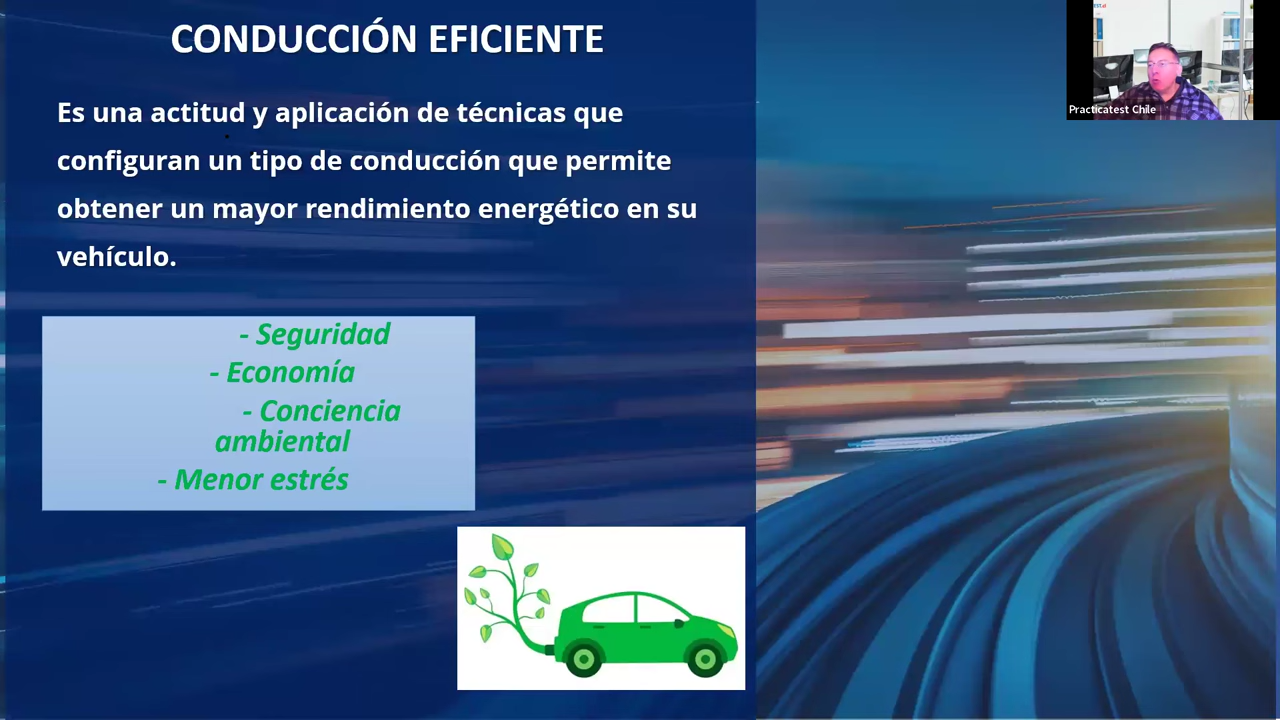 CONDUCCIÓN EFICIENTE
Es una actitud y aplicación de técnicas que
configuran un tipo de conducción que permite
obtener un mayor rendimiento energético en su
vehículo.
- Seguridad
- Economía
- Conciencia
ambiental
- Menor estrés
Practicatest Chile